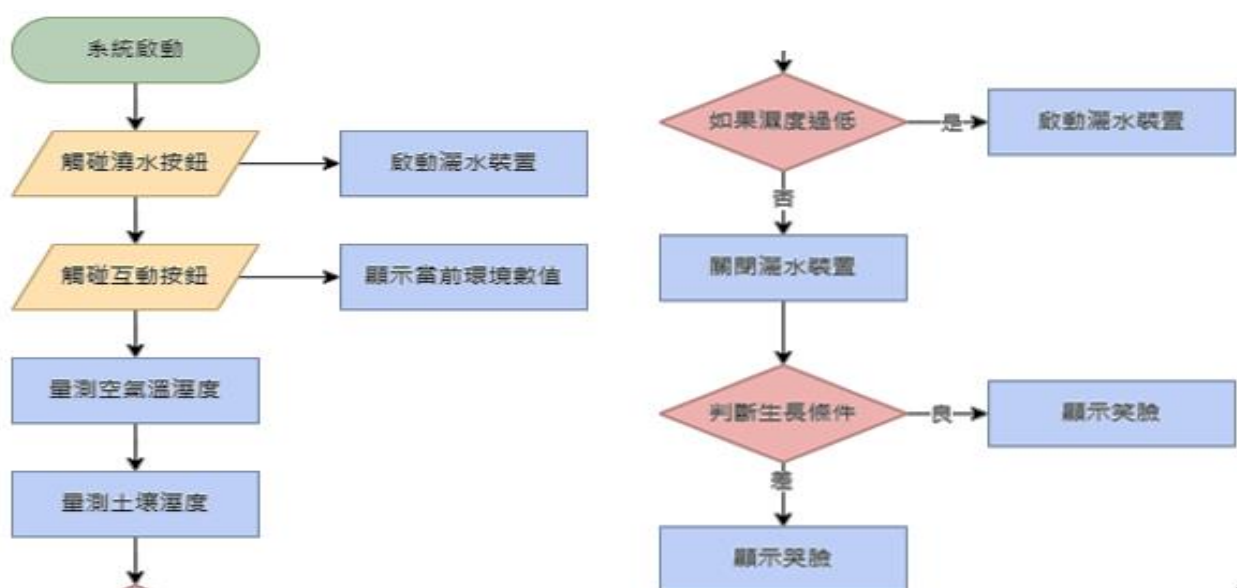 系統啟動
觸碰澆水按鈕
啟動灑水裝置
觸碰互動按鈕
顯示當前環境數值
量測空氣溫溼度
量測土壤溼度
如果濕度過低
是
啟動灑水裝置
否
關閉灑水裝置
判斷生長條件
良
顯示笑臉
差
顯示哭臉